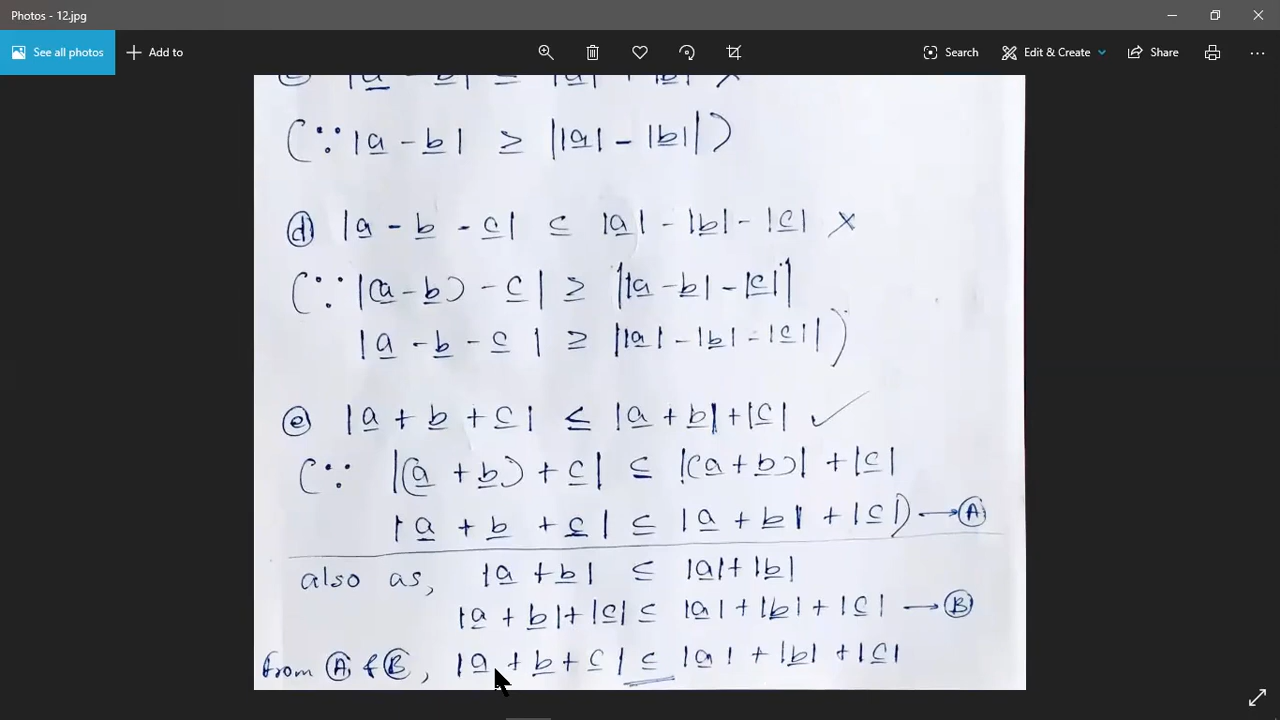 Photos - 12.jpg
See all photos
Add to
Search
Edit & Create
Share
(∵ |a̲ - b̲| ≥ ||a̲| - |b̲||)
ⓓ |a̲ - b̲ - c̲| ≤ |a̲| - |b̲| - |c̲| ×
(∵ |(a̲ - b̲) - c̲| ≥ ||a̲ - b̲| - |c̲||
|a̲ - b̲ - c̲| ≥ ||a̲| - |b̲| - |c̲||)
ⓔ |a̲ + b̲ + c̲| ≤ |a̲ + b̲| + |c̲| ✓
(∵ |(a̲ + b̲) + c̲| ≤ |(a̲ + b̲)| + |c̲|
|a̲ + b̲ + c̲| ≤ |a̲ + b̲| + |c̲|) → Ⓐ
also as, |a̲ + b̲| ≤ |a̲| + |b̲|
|a̲ + b̲| + |c̲| ≤ |a̲| + |b̲| + |c̲| → Ⓑ
from Ⓐ & Ⓑ, |a̲ + b̲ + c̲| ≤ |a̲| + |b̲| + |c̲|